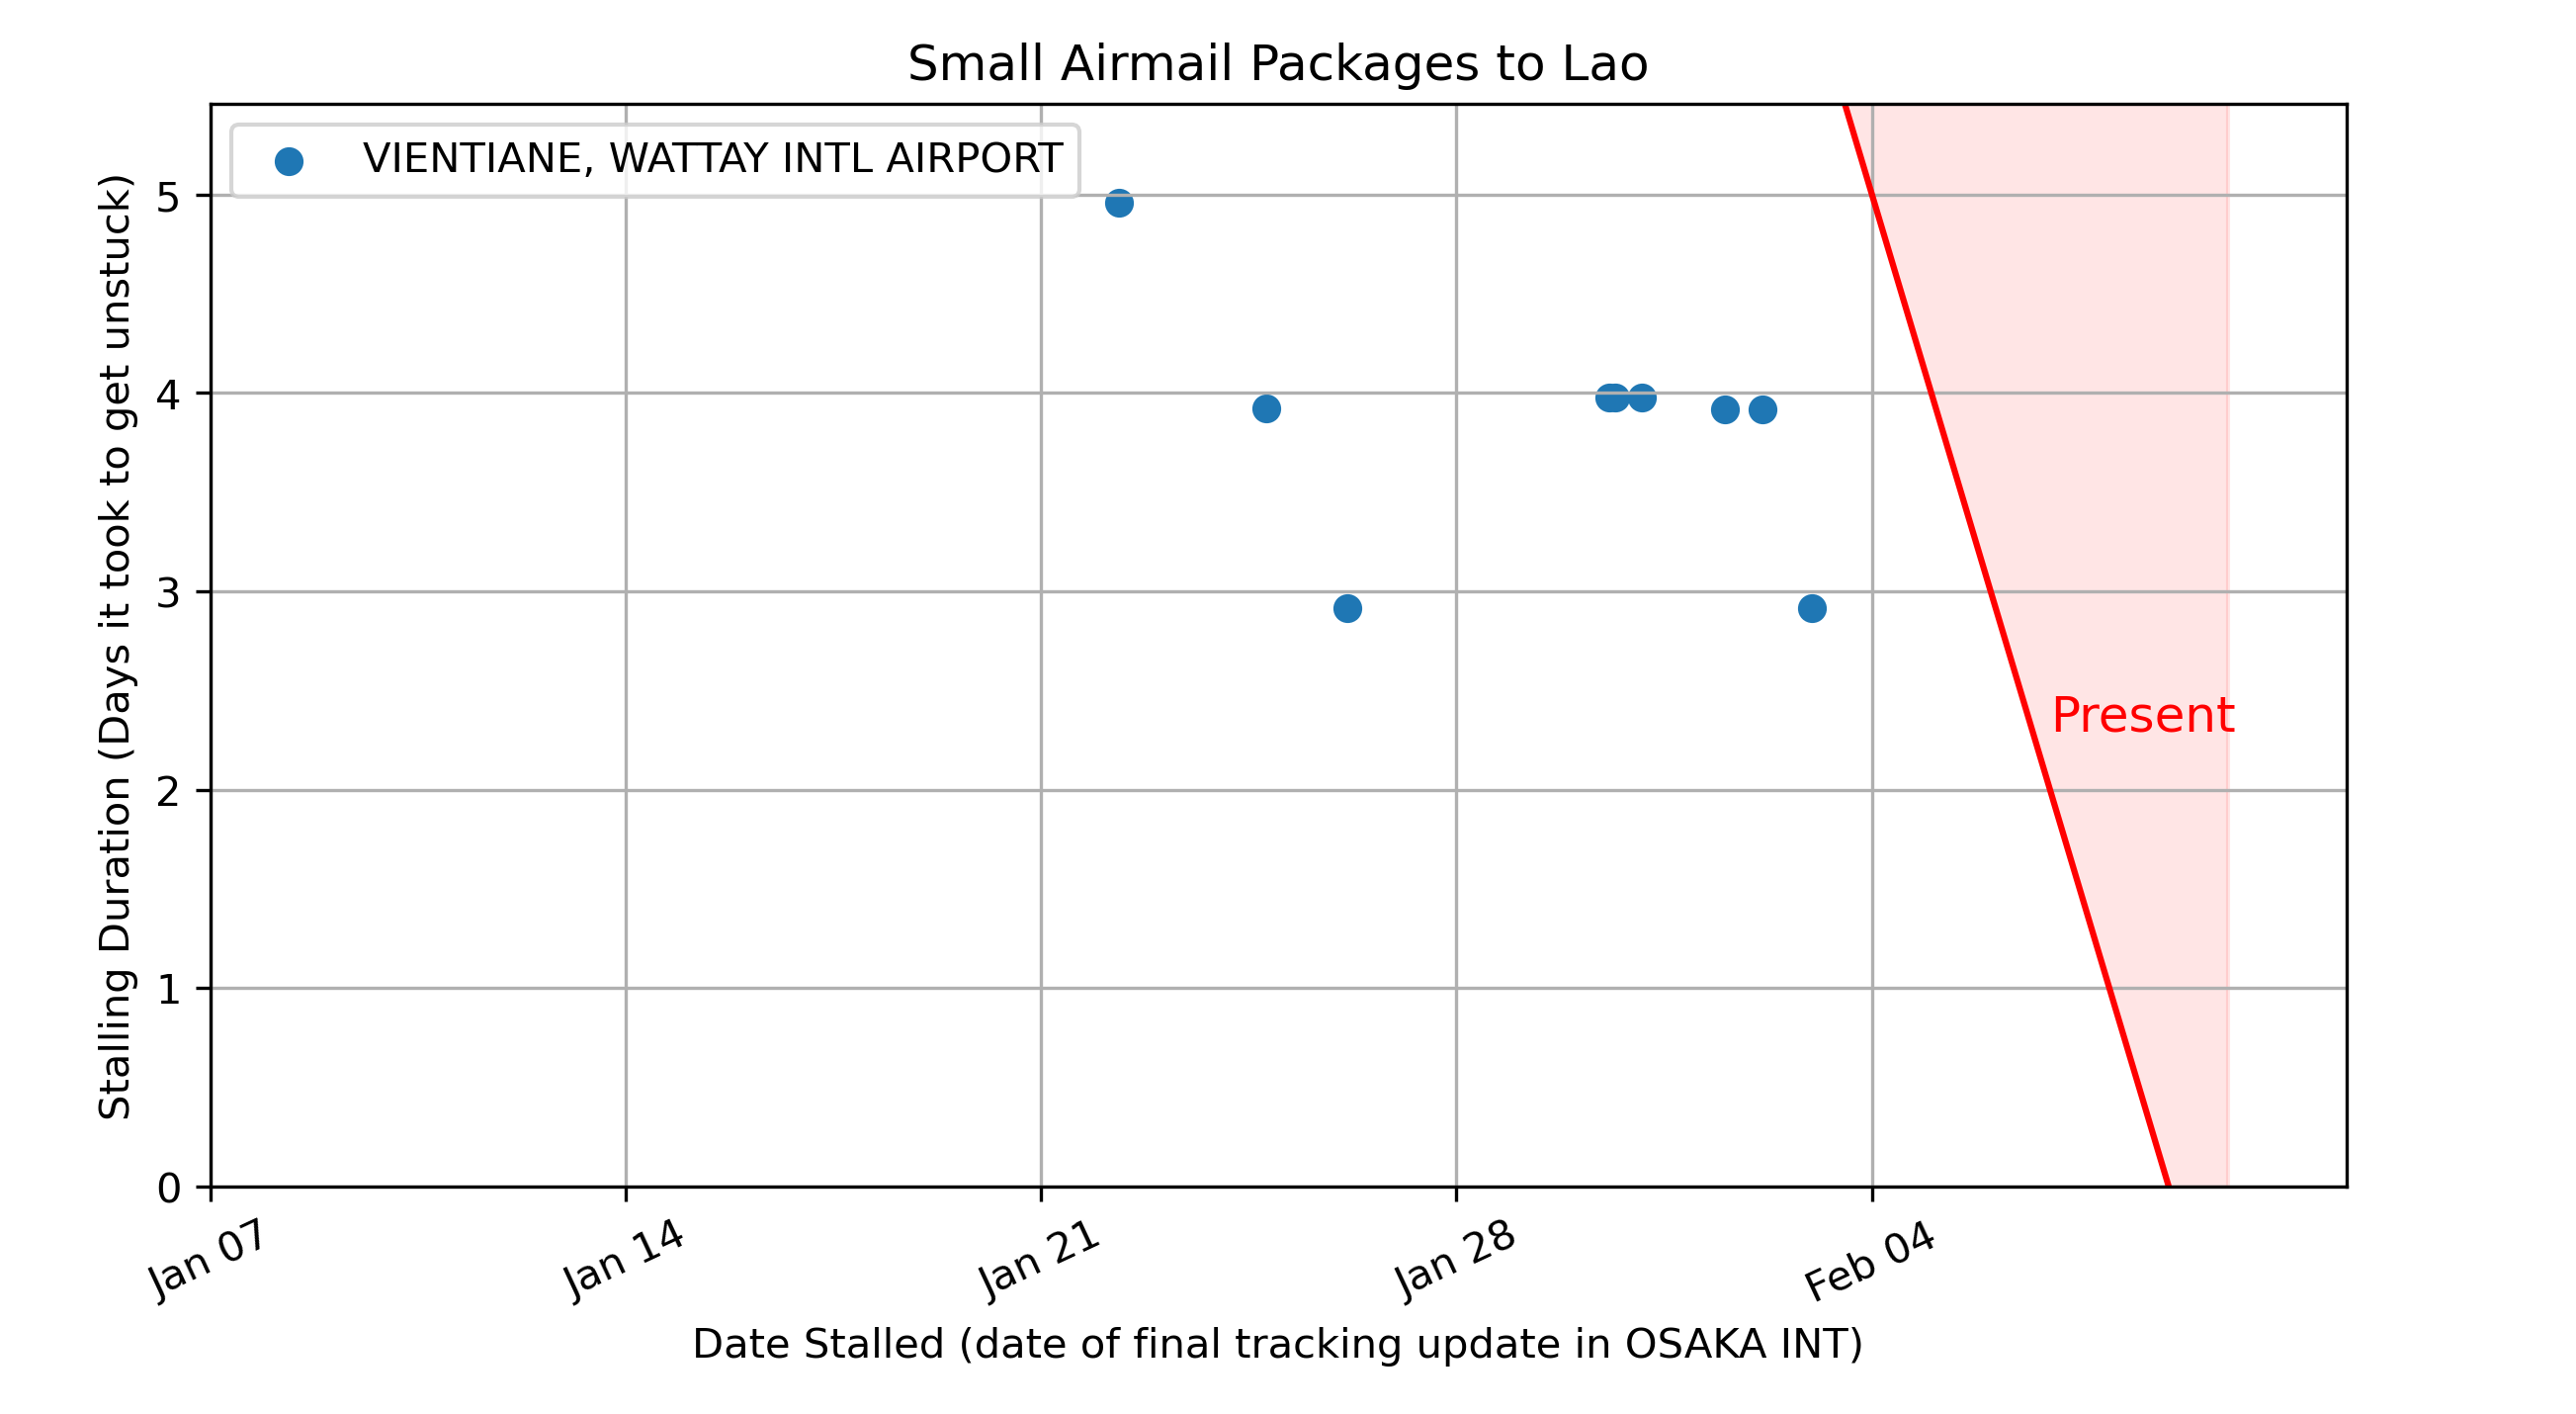 Small Airmail Packages to Lao
VIENTIANE, WATTAY INTL AIRPORT
Stalling Duration (Days it took to get unstuck)
5
4
3
2
1
0
Present
Jan 07
Jan 14
Jan 21
Jan 28
Feb 04
Date Stalled (date of final tracking update in OSAKA INT)